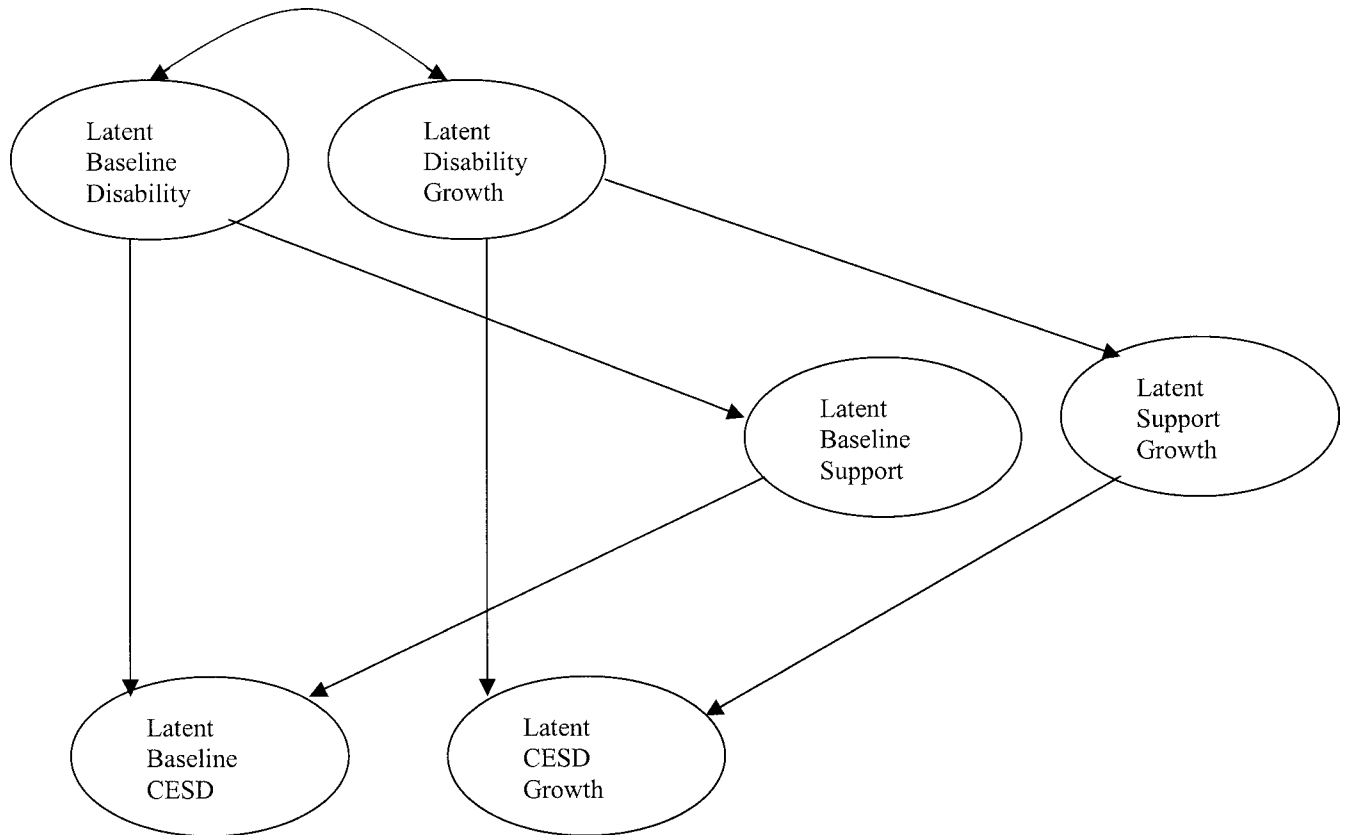 Latent
Baseline
Disability
Latent
Disability
Growth
Latent
Baseline
Support
Latent
Support
Growth
Latent
Baseline
CESD
Latent
CESD
Growth